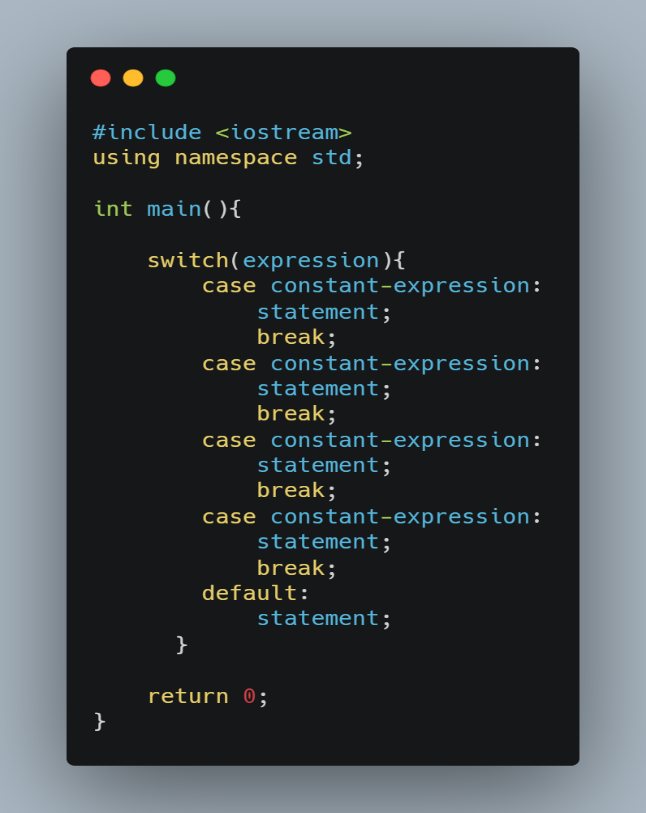 #include <iostream>
using namespace std;
int main(){
switch(expression){
case constant-expression:
statement;
break;
case constant-expression:
statement;
break;
case constant-expression:
statement;
break;
case constant-expression:
statement;
break;
default:
statement;
}
return 0;
}